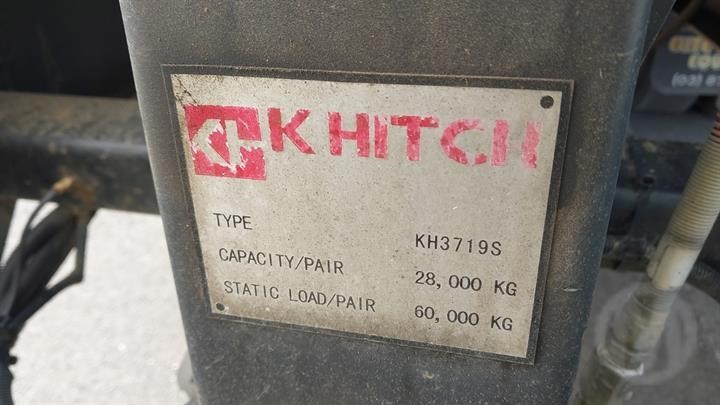 K HITCH
TYPE KH3719S
CAPACITY/PAIR 28,000 KG
STATIC LOAD/PAIR 60,000 KG